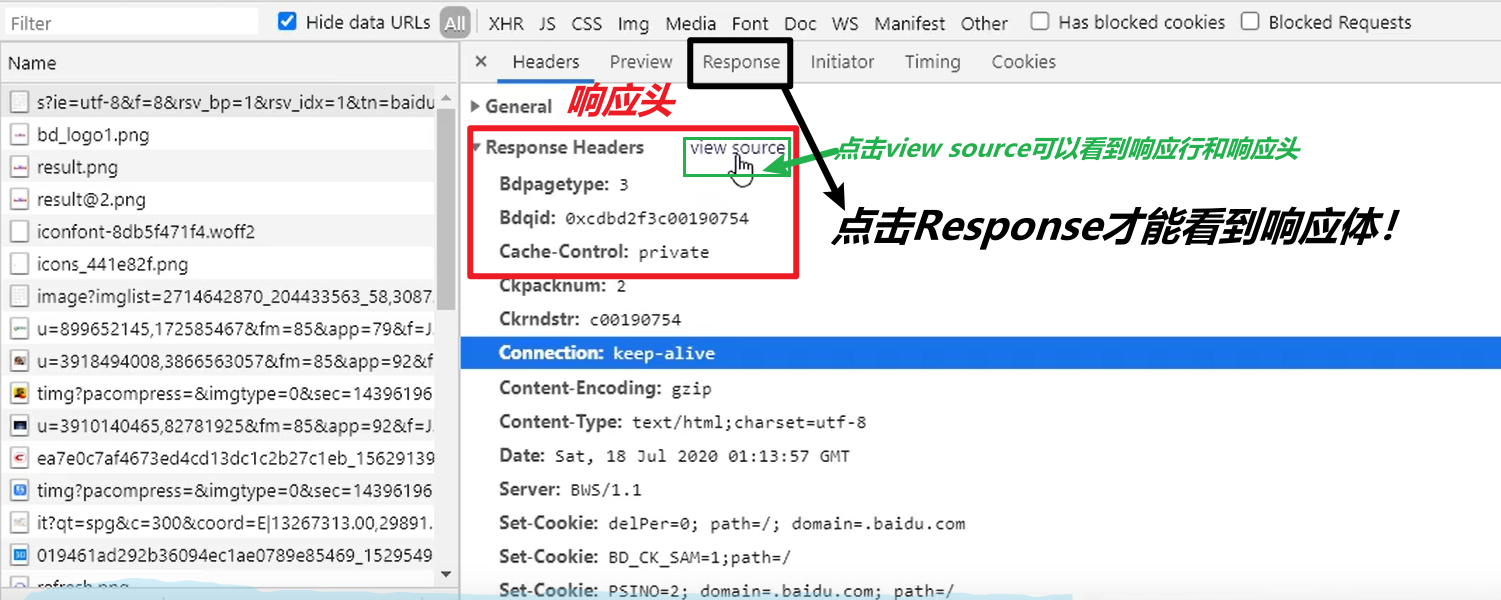 Filter
Hide data URLs
All
XHR JS CSS Img Media Font Doc WS Manifest Other
Has blocked cookies
Blocked Requests
Name
× Headers Preview Response Initiator Timing Cookies
s?ie=utf-8&f=8&rsv_bp=1&rsv_idx=1&tn=baidu
bd_logo1.png
result.png
result@2.png
iconfont-8db5f471f4.woff2
icons_441e82f.png
image?imglist=2714642870_204433563_58,3087
u=899652145,172585467&fm=85&app=79&f=J
u=3918494008,3866563057&fm=85&app=92&f
timg?pacompress=&imgtype=0&sec=14396196
u=3910140465,82781925&fm=85&app=92&f=J
ea7e0c7af4673ed4cd13dc1c2b27c1eb_15629139
timg?pacompress=&imgtype=0&sec=14396196
it?qt=spg&c=300&coord=E|13267313.00,29891.
019461ad292b36094ec1ae0789e85469_1529549
refresh.png
General
响应头
Response Headers
view source
点击view source可以看到响应行和响应头
Bdpagetype: 3
Bdqid: 0xcdbd2f3c00190754
点击Response才能看到响应体！
Cache-Control: private
Ckpacknum: 2
Ckrndstr: c00190754
Connection: keep-alive
Content-Encoding: gzip
Content-Type: text/html;charset=utf-8
Date: Sat, 18 Jul 2020 01:13:57 GMT
Server: BWS/1.1
Set-Cookie: delPer=0; path=/; domain=.baidu.com
Set-Cookie: BD_CK_SAM=1;path=/
Set-Cookie: PSINO=2; domain=.baidu.com; path=/